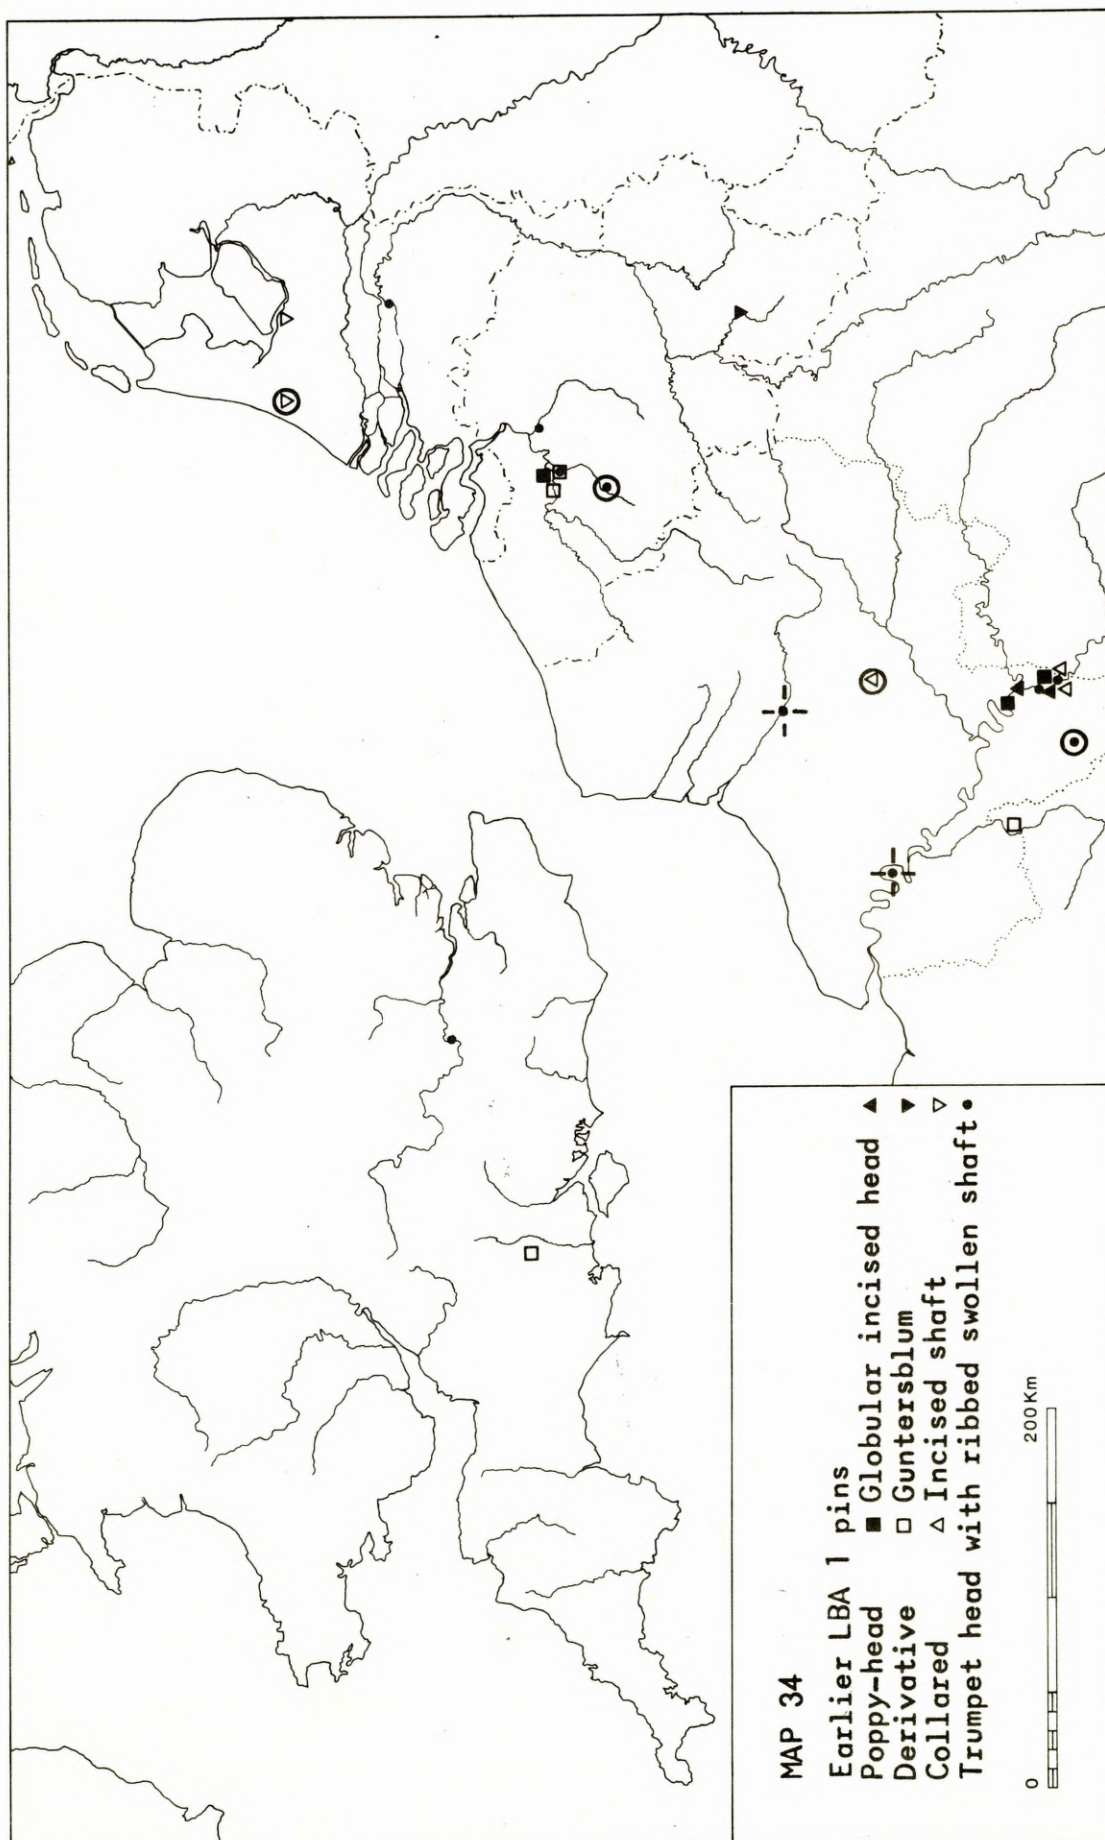 MAP 34
Earlier LBA 1 pins
Poppy-head ■ Globular incised head ▲
Derivative □ Guntersblum ▼
Collared △ Incised shaft ▽
Trumpet head with ribbed swollen shaft •
0 200Km